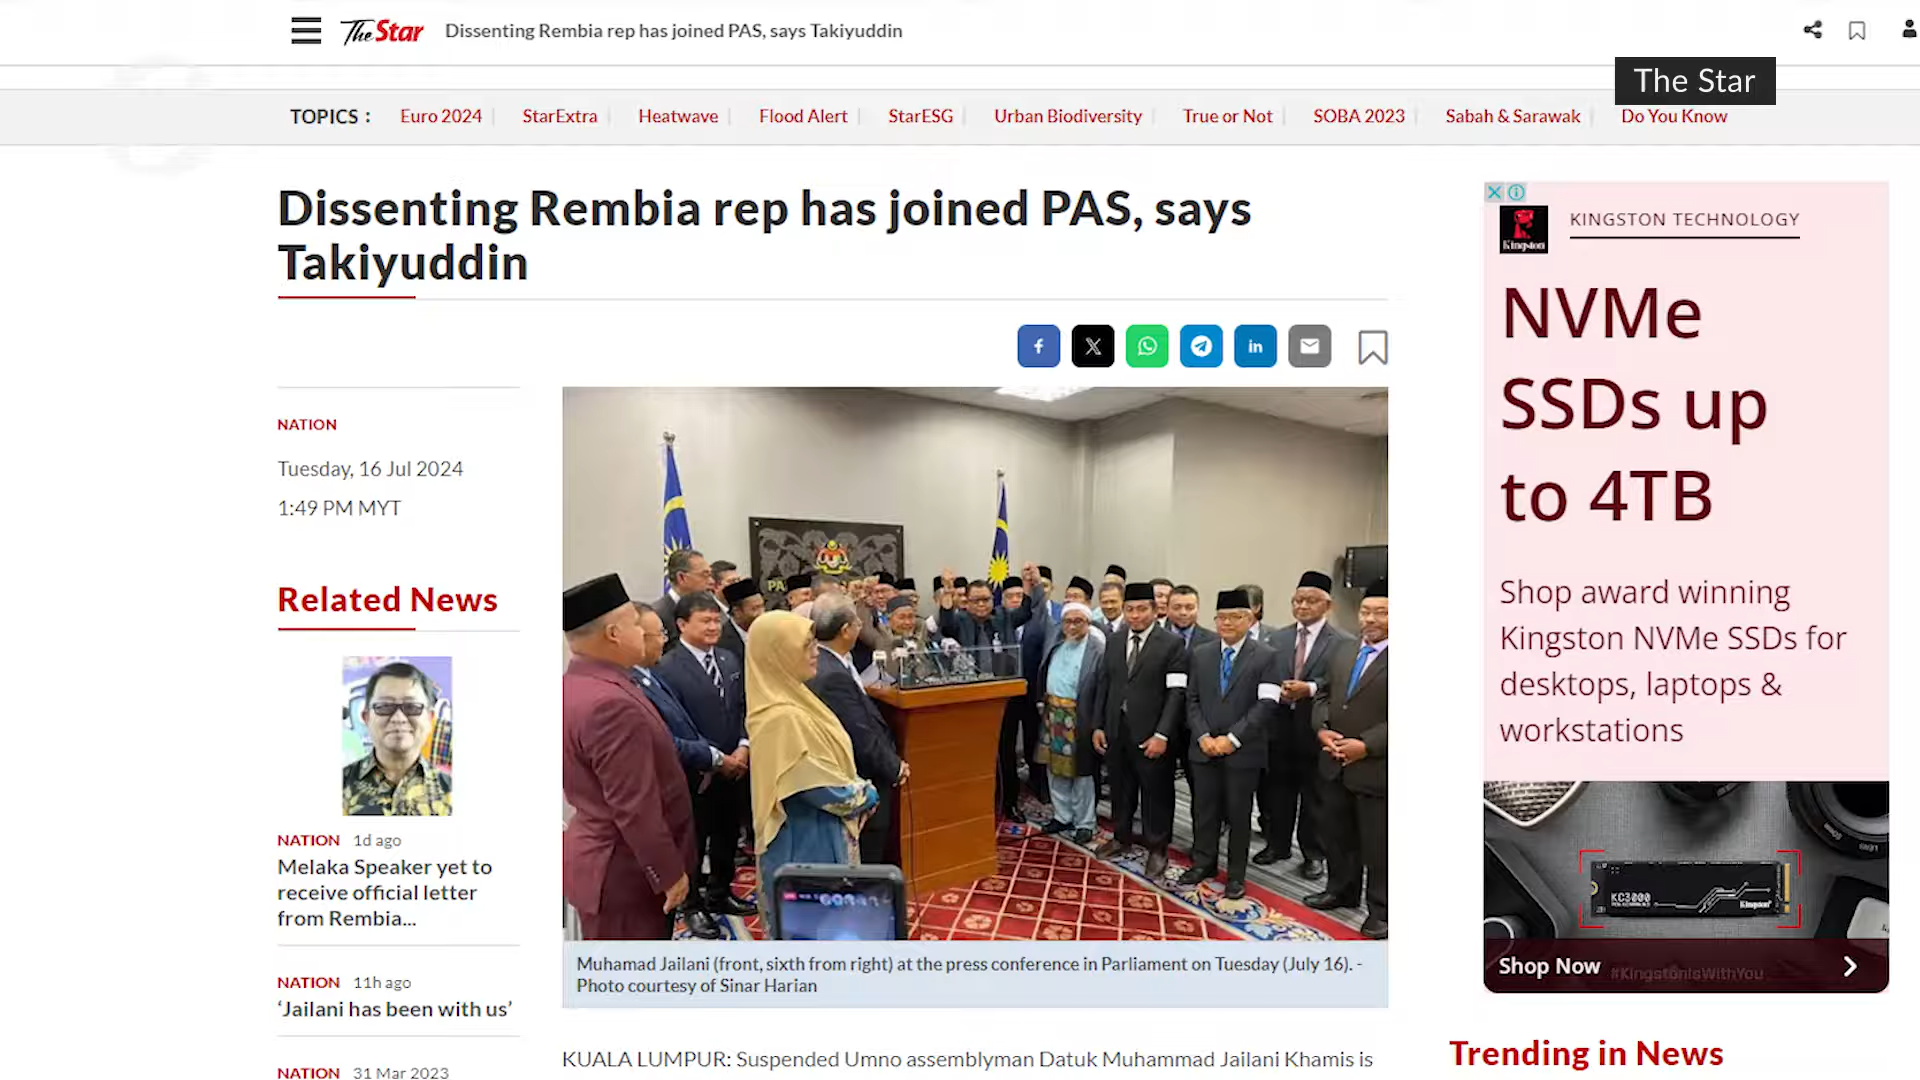 The Star Dissenting Rembia rep has joined PAS, says Takiyuddin
The Star
TOPICS : Euro 2024 StarExtra Heatwave Flood Alert StarESG Urban Biodiversity True or Not SOBA 2023 Sabah & Sarawak Do You Know
Dissenting Rembia rep has joined PAS, says
Takiyuddin
NATION
Tuesday, 16 Jul 2024
1:49 PM MYT
Related News
NATION 1d ago
Melaka Speaker yet to
receive official letter
from Rembia...
NATION 11h ago
‘Jailani has been with us’
NATION 31 Mar 2023
PA
Muhamad Jailani (front, sixth from right) at the press conference in Parliament on Tuesday (July 16). -
Photo courtesy of Sinar Harian
KUALA LUMPUR: Suspended Umno assemblyman Datuk Muhammad Jailani Khamis is
Kingston
KINGSTON TECHNOLOGY
NVMe
SSDs up
to 4TB
Shop award winning
Kingston NVMe SSDs for
desktops, laptops &
workstations
KC3000
Kingston
Shop Now #KingstonIsWithYou
Trending in News